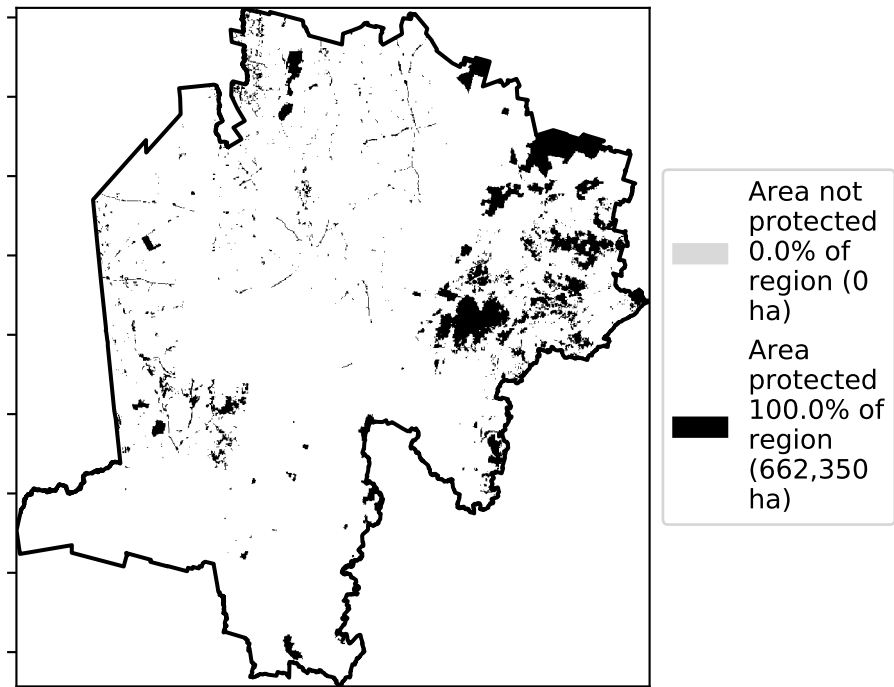 Area not
protected
0.0% of
region (0
ha)
Area
protected
100.0% of
region
(662,350
ha)